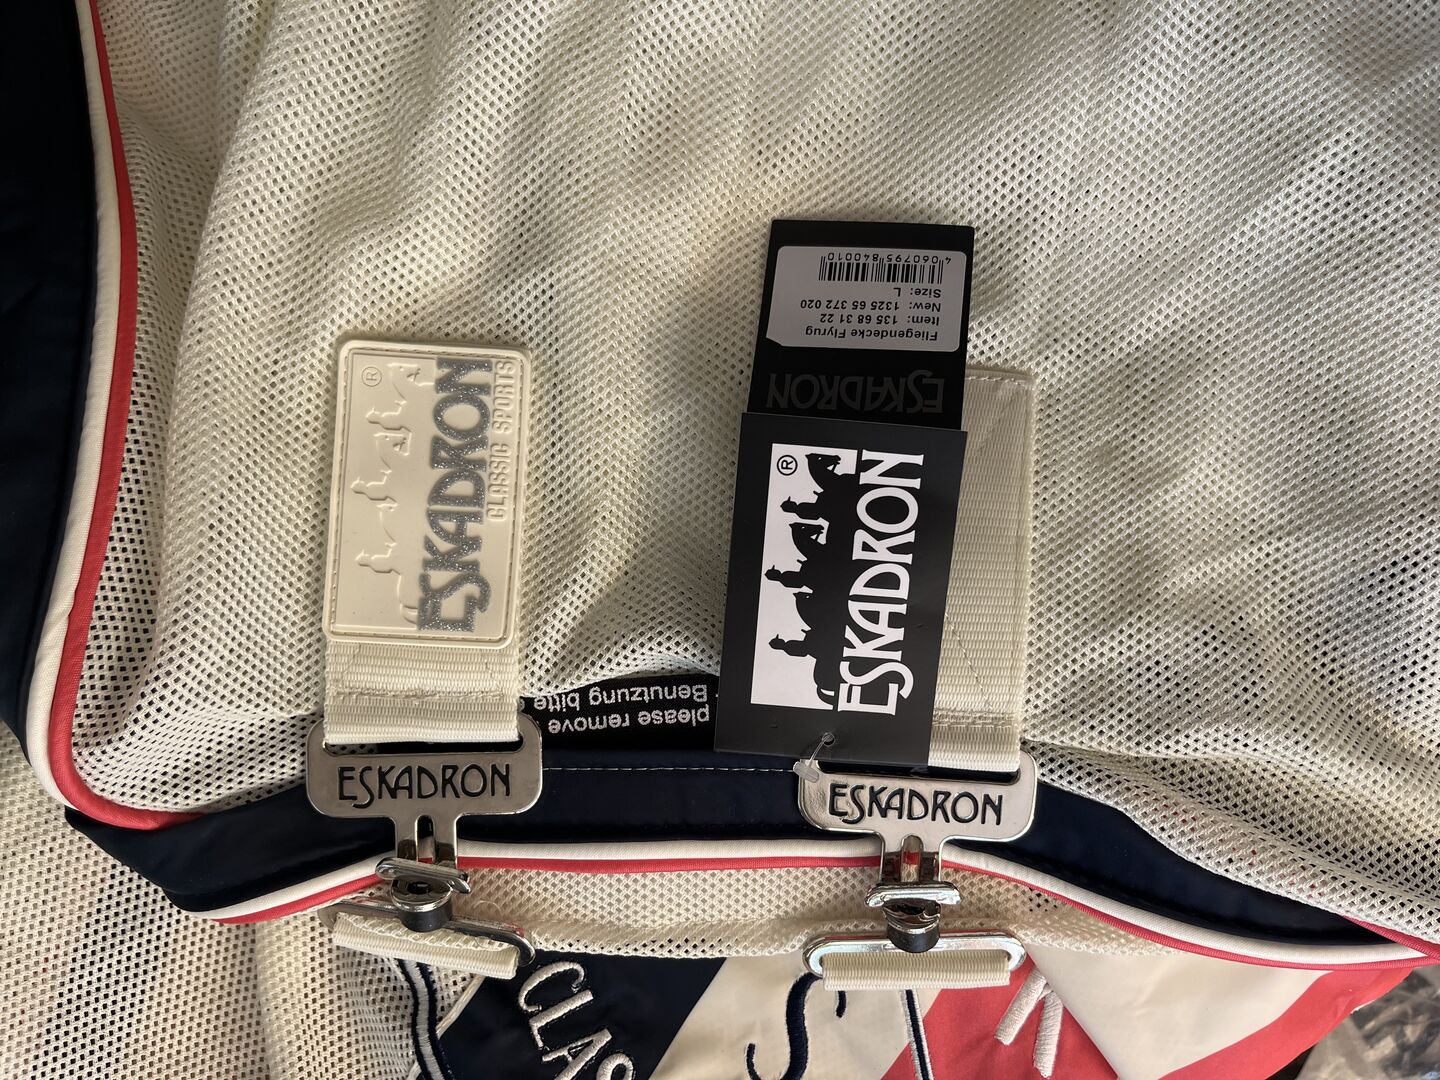 Fliegendecke Flyrug
Item: 135 68 31 22
New: 1325 65 372 020
Size: L
4 060795 840010
ESKADRON
®
ESKADRON
®
ESKADRON
CLASSIC SPORTS
please remove
Benutzung bitte
ESKADRON
ESKADRON
CLAS
S